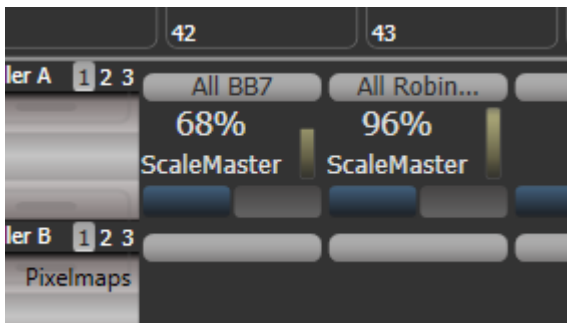 42 43
ler A 1 2 3 All BB7 All Robin...
68% 96%
ScaleMaster ScaleMaster
ler B 1 2 3
Pixelmaps